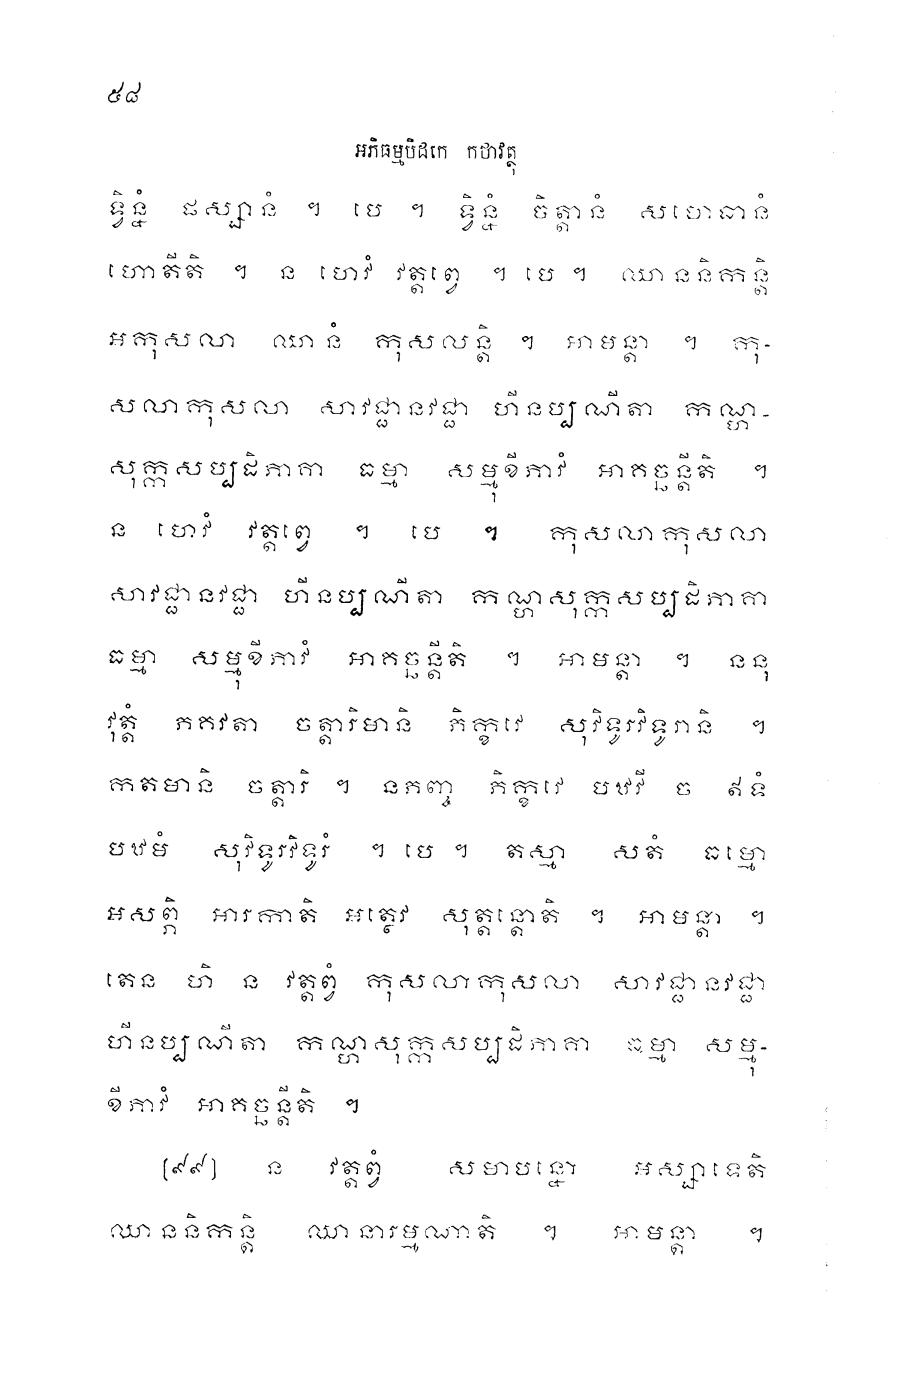 ៥៨
អភិធម្មបិដកេ កថាវត្ថុ
ទ្វិន្នំ ផស្សានំ ។ បេ ។ ទ្វិន្នំ ចិត្តានំ សមោធានំ
ហោតីតិ ។ ន ហេវំ វត្តព្វេ ។ បេ ។ ឈាននិកន្តិ
អកុសលា ឈានំ កុសលន្តិ ។ អាមន្តា ។ កុ-
សលាកុសលា សាវជ្ជានវជ្ជា ហីនប្បណីតា កណ្ហ-
សុក្កសប្បដិភាគា ធម្មា សម្មុខីភាវំ អាគច្ឆន្តីតិ ។
ន ហេវំ វត្តព្វេ ។ បេ ។ កុសលាកុសលា
សាវជ្ជានវជ្ជា ហីនប្បណីតា កណ្ហសុក្កសប្បដិភាគា
ធម្មា សម្មុខីភាវំ អាគច្ឆន្តីតិ ។ អាមន្តា ។ ននុ
វុត្តំ ភគវតា ចត្តារិមានិ ភិក្ខវេ សុវិទូរវិទូរានិ ។
កតមានិ ចត្តារិ ។ នភញ្ច ភិក្ខវេ បឋវី ច ឥទំ
បឋមំ សុវិទូរវិទូរំ ។ បេ ។ តស្មា សតំ ធម្មោ
អសព្ភិ អារកាតិ អត្ថេវ សុត្តន្តោតិ ។ អាមន្តា ។
តេន ហិ ន វត្តព្វំ កុសលាកុសលា សាវជ្ជានវជ្ជា
ហីនប្បណីតា កណ្ហសុក្កសប្បដិភាគា ធម្មា សម្មុ-
ខីភាវំ អាគច្ឆន្តីតិ ។
(៩៩) ន វត្តព្វំ សមាបន្នោ អស្សាទេតិ
ឈាននិកន្តិ ឈានារម្មណាតិ ។ អាមន្តា ។